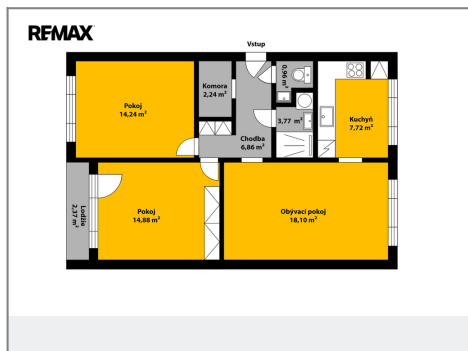 RE/MAX
Vstup
Pokoj
14,24 m²
Komora
2,24 m²
0,96 m²
3,77 m²
Kuchyň
7,72 m²
Chodba
6,86 m²
Lodžie
2,37 m²
Pokoj
14,88 m²
Obývací pokoj
18,10 m²